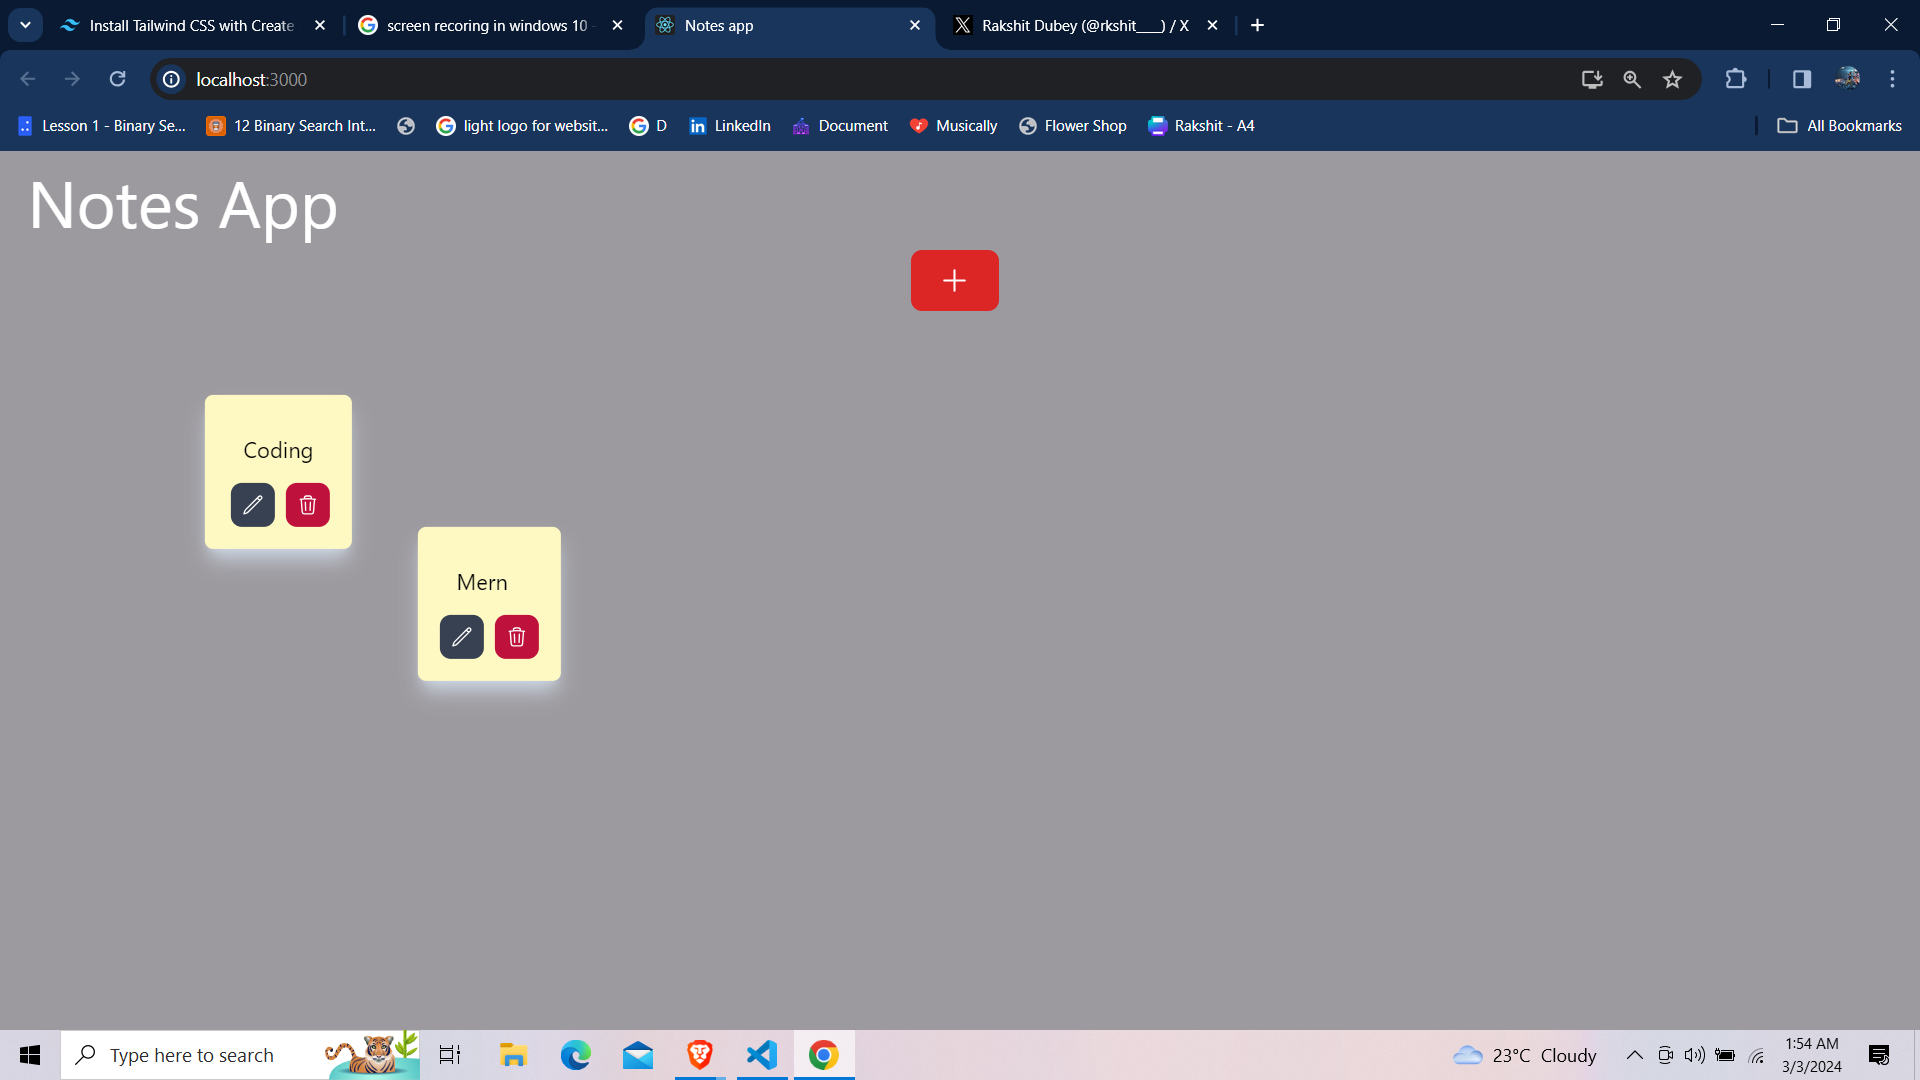 Install Tailwind CSS with Create
screen recoring in windows 10 -
Notes app
Rakshit Dubey (@rkshit____) / X
localhost:3000
Lesson 1 - Binary Se...
12 Binary Search Int...
light logo for websit...
D
LinkedIn
Document
Musically
Flower Shop
Rakshit - A4
All Bookmarks
Notes App
Coding
Mern
Type here to search
23°C Cloudy
1:54 AM
3/3/2024